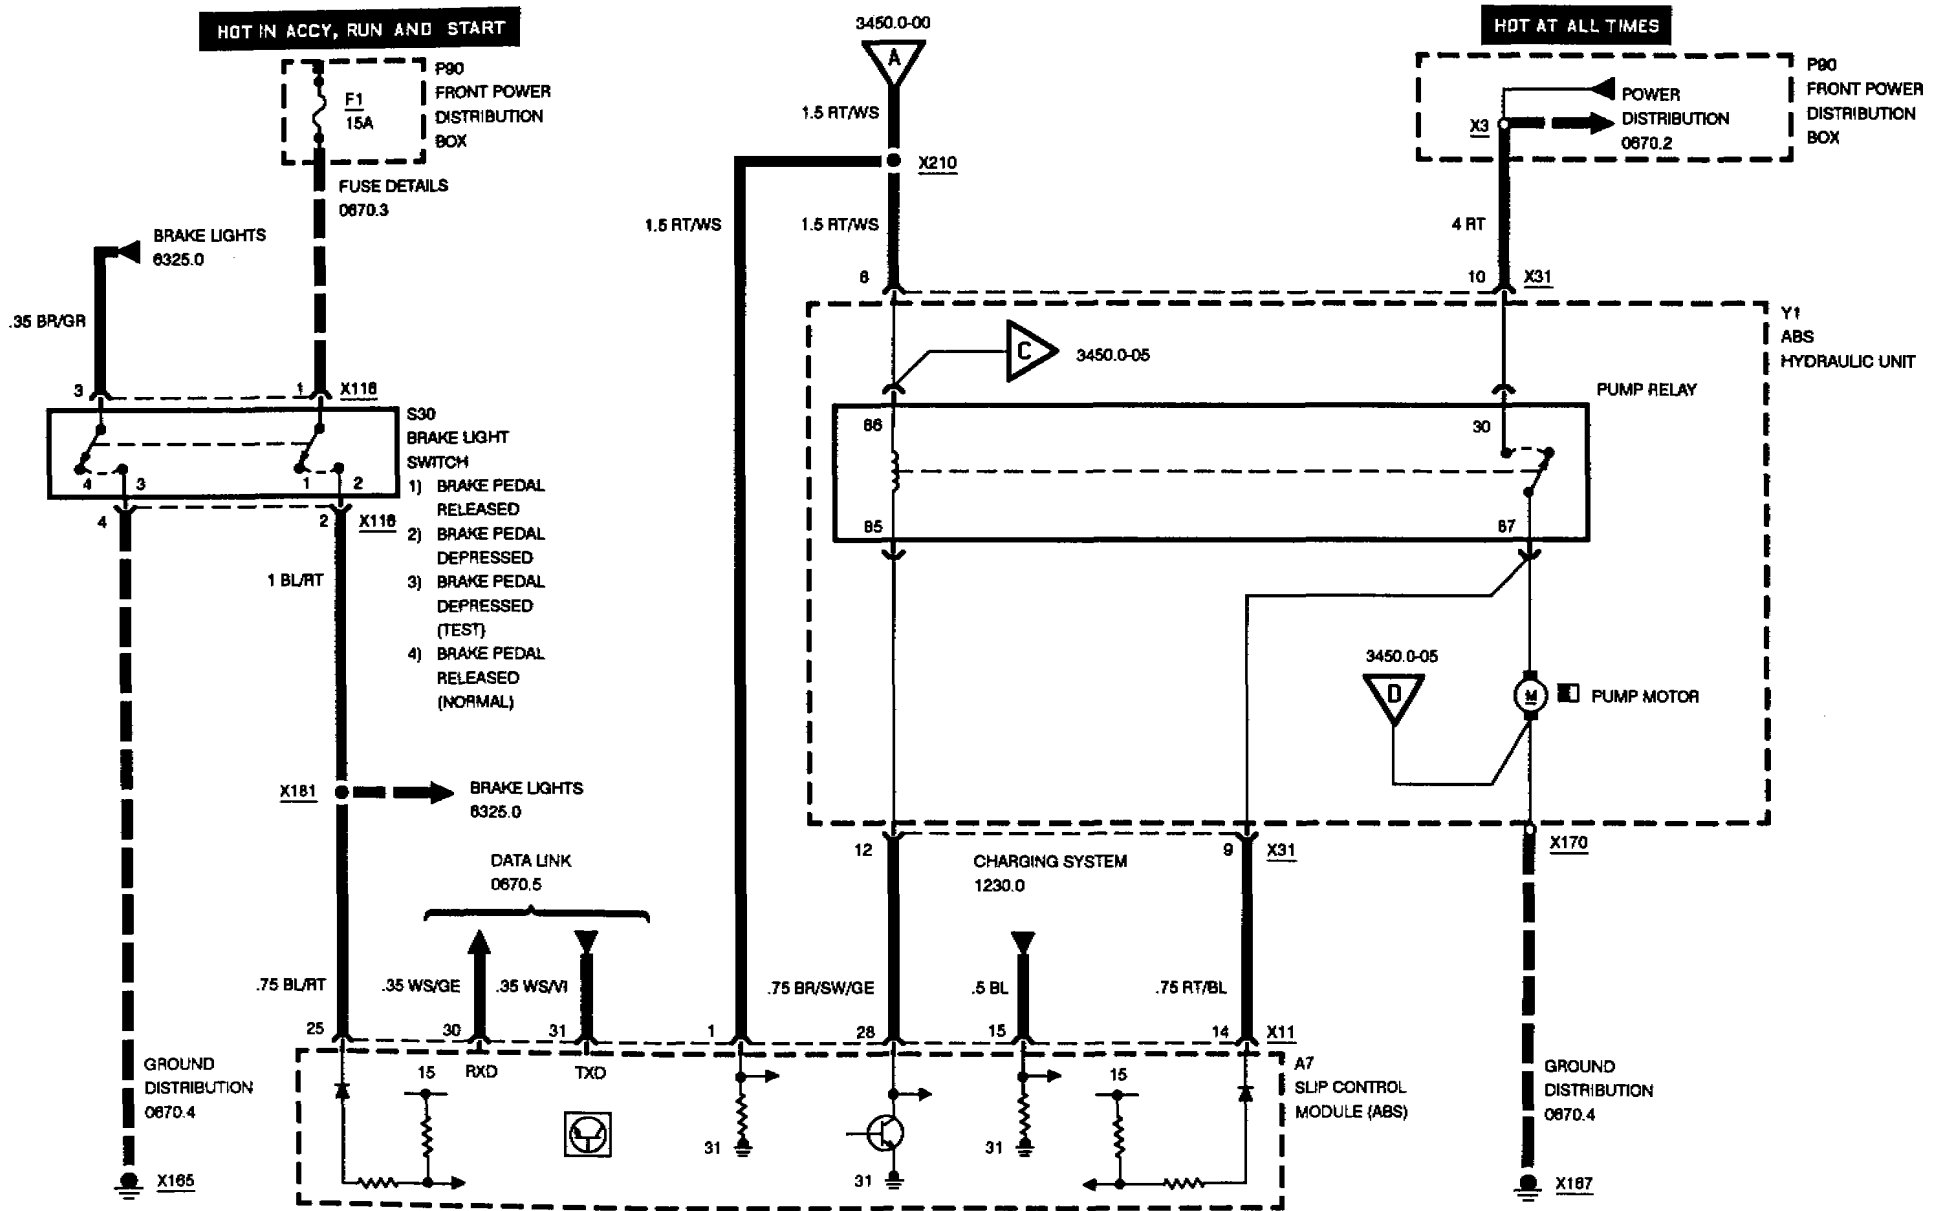 HOT IN ACCY, RUN AND START
3450.0-00
HOT AT ALL TIMES
A
P90
FRONT POWER
DISTRIBUTION
BOX
F1
15A
FUSE DETAILS
0670.3
BRAKE LIGHTS
6325.0
.35 BR/GR
1.5 RT/WS
X210
1.5 RT/WS
1.5 RT/WS
X3
POWER
DISTRIBUTION
0670.2
P90
FRONT POWER
DISTRIBUTION
BOX
4 RT
8
10
X31
Y1
ABS
HYDRAULIC UNIT
C
3450.0-05
PUMP RELAY
3
1
X116
S30
BRAKE LIGHT
SWITCH
1) BRAKE PEDAL
RELEASED
2) BRAKE PEDAL
DEPRESSED
3) BRAKE PEDAL
DEPRESSED
(TEST)
4) BRAKE PEDAL
RELEASED
(NORMAL)
4
3
1
2
4
2
X116
86
30
85
87
1 BL/RT
3450.0-05
D
M
PUMP MOTOR
X181
BRAKE LIGHTS
6325.0
12
9
X31
X170
DATA LINK
0670.5
CHARGING SYSTEM
1230.0
.75 BL/RT
.35 WS/GE
.35 WS/VI
.75 BR/SW/GE
.5 BL
.75 RT/BL
25
30
31
1
28
15
14
X11
RXD
TXD
15
15
31
31
31
A7
SLIP CONTROL
MODULE (ABS)
GROUND
DISTRIBUTION
0670.4
X165
GROUND
DISTRIBUTION
0670.4
X167